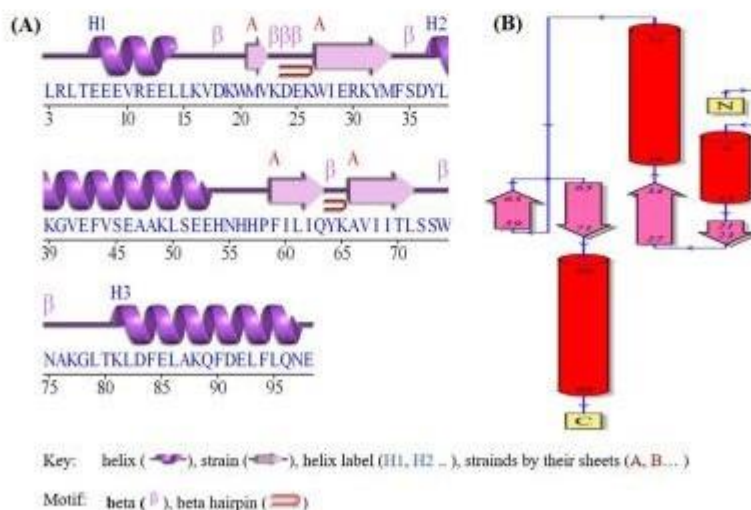 (A)
H1 β A βββ A β H2
LRLTEEEVREELLKVDKWMVKDEKWIERKYMFSDYL
3 10 15 20 25 30 35
A β A β
KGVEFVSEAAKLSEEHNHHPFILIQYKAVIITLSSW
39 45 50 55 60 65 70
β H3
NAKGLTKLDFELAKQFDELFLQNE
75 80 85 90 95
(B)
N
C
Key: helix ( ), strain ( ), helix label (H1, H2 .. ), strainds by their sheets (A, B... )
Motif: beta ( β ), beta hairpin ( )